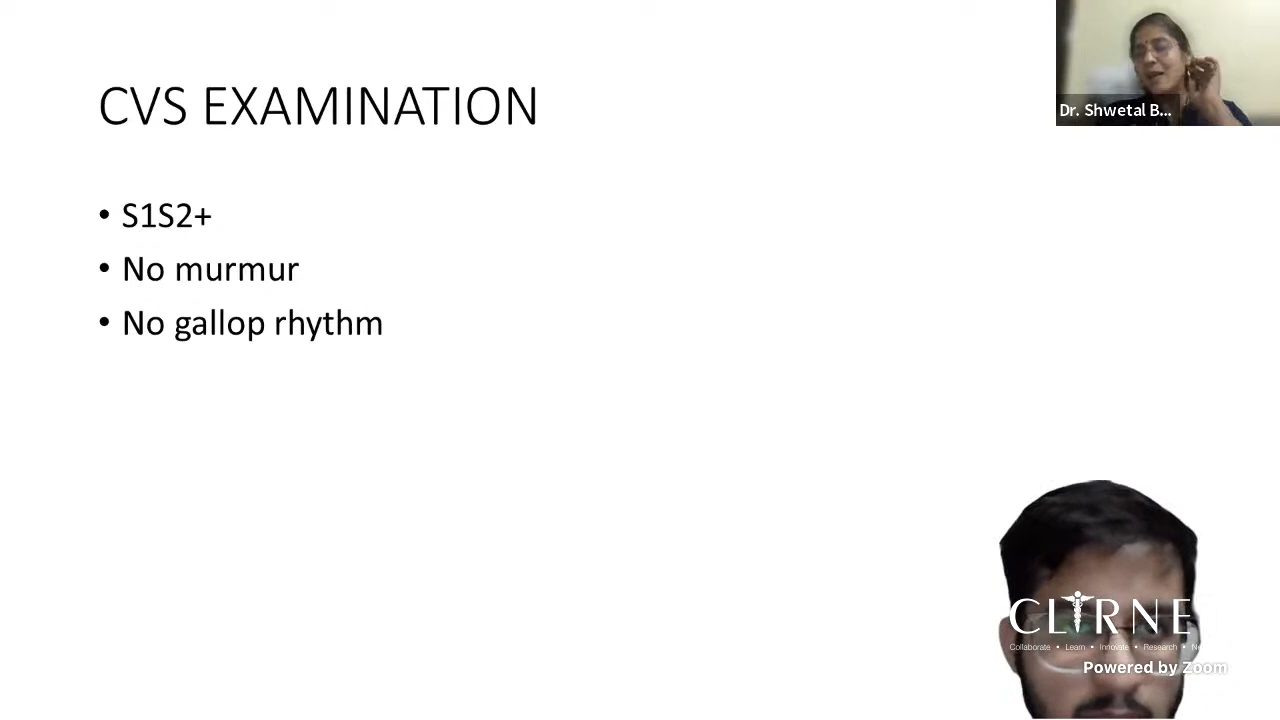 Dr. Shwetal B...
CVS EXAMINATION
• S1S2+
• No murmur
• No gallop rhythm
CLIRNE
Collaborate • Learn • Innovate • Research •
Powered by Zoom